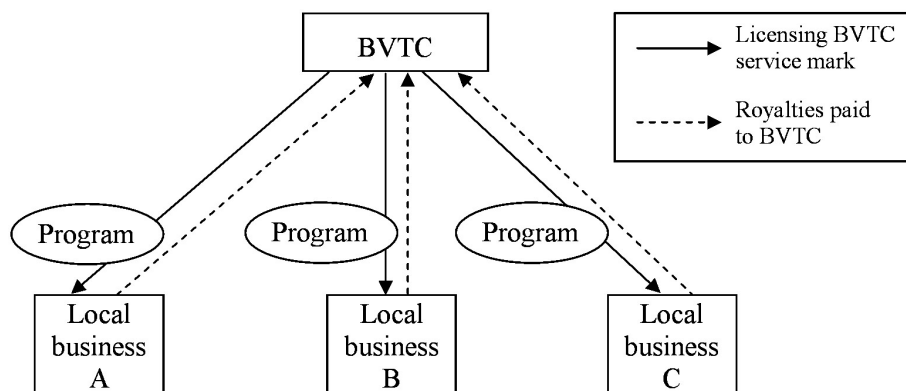 BVTC
Licensing BVTC
service mark
Royalties paid
to BVTC
Program
Program
Program
Local
business
A
Local
business
B
Local
business
C